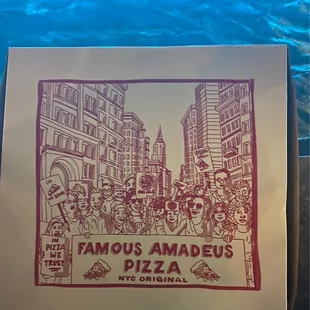 IN
PIZZA
WE
TRUST
FAMOUS AMADEUS
PIZZA
NYC ORIGINAL